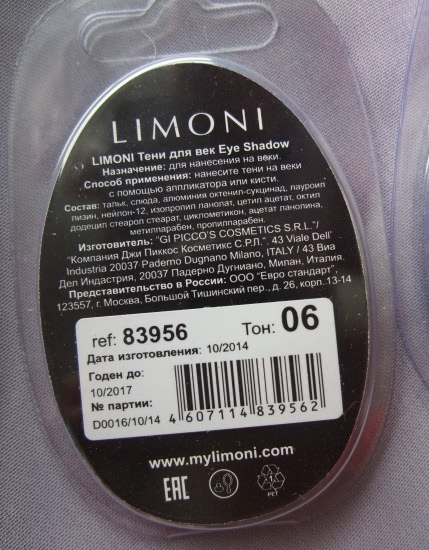 LIMONI
LIMONI Тени для век Eye Shadow
Назначение: для нанесения на веки.
Способ применения: нанесите тени на веки
с помощью аппликатора или кисти.
Состав: тальк, слюда, алюминия октенил-сукцинад, лауроил
лизин, нейлон-12, изопропил ланолат, цетил ацетат, октил
додецил стеароп стеарат, циклометикон, ацетат ланолина,
метилпарабен, пропилпарабен.
Изготовитель: "GI PICCO'S COSMETICS S.R.L."/
"Компания Джи Пиккос Косметикс С.Р.Л.". 43 Viale Dell'
Industria 20037 Paderno Dugnano Milano, ITALY / 43 Виа
Дел Индастрия, 20037 Падерно Дугниано, Милан, Италия.
Представительство в России: ООО "Евро стандарт",
123557, г. Москва, Большой Тишинский пер., д. 26, корп. 13-14
ref: 83956 Тон: 06
Дата изготовления: 10/2014
Годен до:
10/2017
№ партии:
D0016/10/14
4 607114 839562
www.mylimoni.com
EAC
1
PET